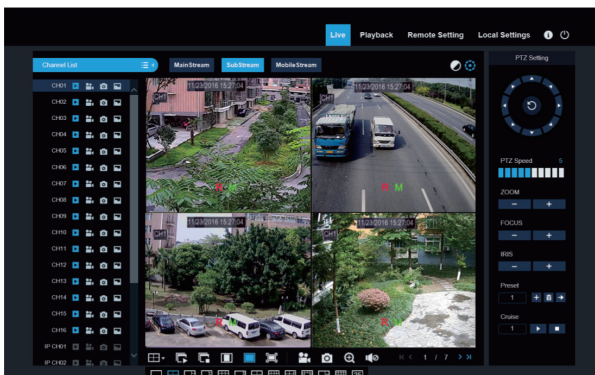 Live Playback Remote Setting Local Settings
Channel List MainStream SubStream MobileStream PTZ Setting
CH01
CH02
CH03
CH04
CH05
CH06
CH07
CH08
CH09
CH10
CH11
CH12
CH13
CH14
CH15
CH16
IP CH01
IP CH02
11/23/2016 15:27:04
CH1
R M
11/23/2016 15:27:04
CH1
R M
11/23/2016 15:27:04
CH1
R M
11/23/2016 15:27:04
CH1
R M
1 / 7
PTZ Speed 5
ZOOM
FOCUS
IRIS
Preset
1
Cruise
1